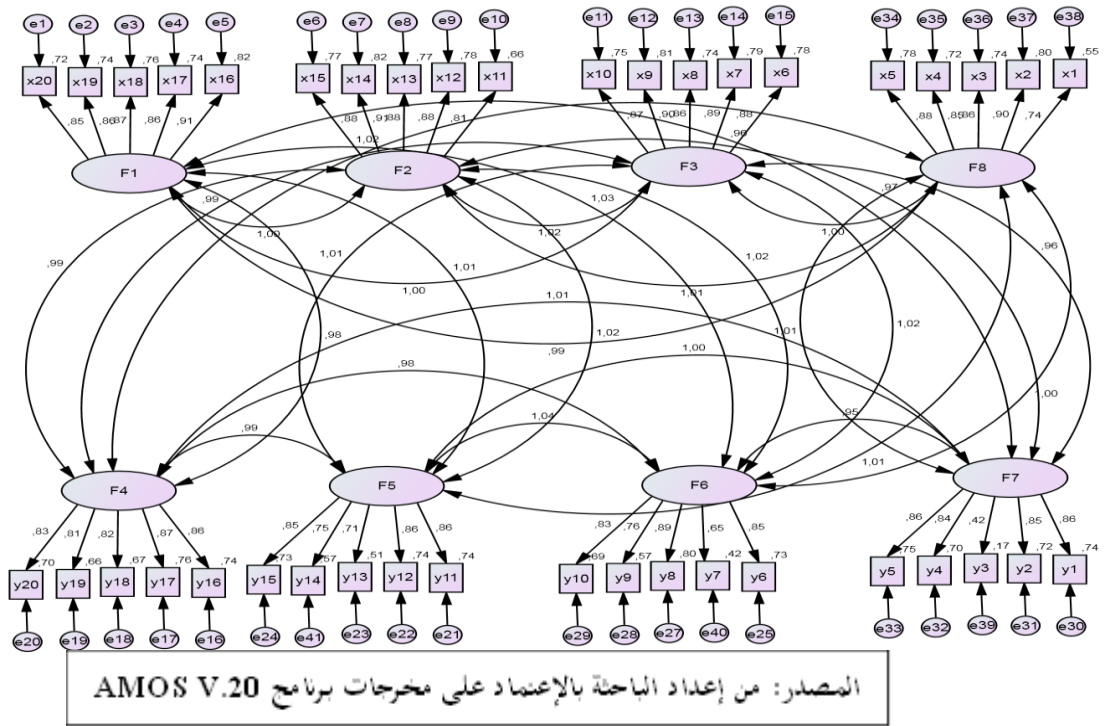 e1 e2 e3 e4 e5 e6 e7 e8 e9 e10 e11 e12 e13 e14 e15 e34 e35 e36 e37 e38
,72 ,74 ,76 ,74 ,82 ,77 ,82 ,77 ,78 ,66 ,75 ,81 ,74 ,79 ,78 ,78 ,72 ,74 ,80 ,55
x20 x19 x18 x17 x16 x15 x14 x13 x12 x11 x10 x9 x8 x7 x6 x5 x4 x3 x2 x1
,85 ,86 ,87 ,86 ,91 ,88 ,91 ,88 ,88 ,81 ,87 ,90 ,86 ,89 ,88 ,88 ,85 ,86 ,90 ,74
1,02 ,96
F1 F2 F3 F8
,99 1,03 ,97
1,00 1,02 1,00
,99 1,01 1,01 1,02 ,96
1,00 1,01 1,01
,98 1,02 1,01 1,02
,99 1,00
,98 1,00
1,04 ,95
,99
1,01
F4 F5 F6 F7
,83 ,81 ,82 ,87 ,86 ,85 ,75 ,71 ,86 ,86 ,83 ,76 ,89 ,65 ,85 ,86 ,84 ,42 ,85 ,86
,70 ,66 ,67 ,76 ,74 ,73 ,57 ,51 ,74 ,74 ,69 ,57 ,80 ,42 ,73 ,75 ,70 ,17 ,72 ,74
y20 y19 y18 y17 y16 y15 y14 y13 y12 y11 y10 y9 y8 y7 y6 y5 y4 y3 y2 y1
e20 e19 e18 e17 e16 e24 e41 e23 e22 e21 e29 e28 e27 e40 e25 e33 e32 e39 e31 e30
المصدر: من إعداد الباحثة بالإعتماد على مخرجات برنامج AMOS V.20